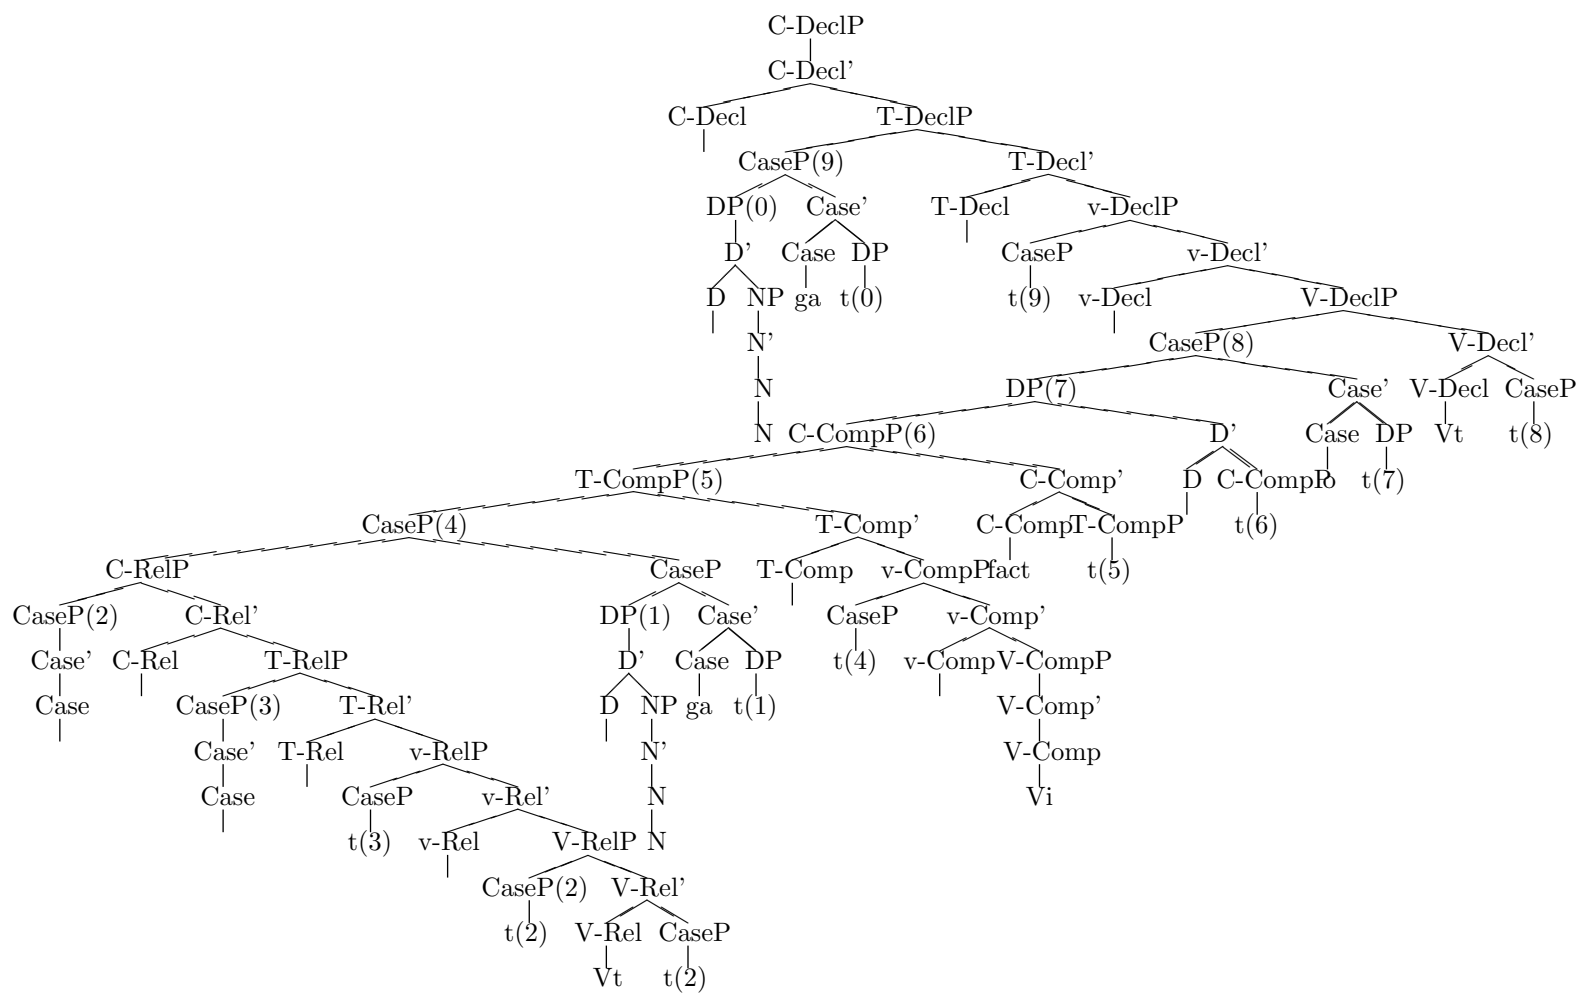 C-DeclP
C-Decl'
C-Decl T-DeclP
CaseP(9) T-Decl'
DP(0) Case' T-Decl v-DeclP
D' Case DP CaseP v-Decl'
D NP ga t(0) t(9) v-Decl V-DeclP
N' CaseP(8) V-Decl'
N DP(7) Case' V-Decl CaseP
N C-CompP(6) D' Case DP Vt t(8)
T-CompP(5) C-Comp' D C-CompP o t(7)
CaseP(4) T-Comp' C-Comp T-CompP t(6)
C-RelP CaseP T-Comp v-CompP fact t(5)
CaseP(2) C-Rel' DP(1) Case' CaseP v-Comp'
Case' C-Rel T-RelP D' Case DP t(4) v-Comp V-CompP
Case CaseP(3) T-Rel' D NP ga t(1) V-Comp'
Case' T-Rel v-RelP N' V-Comp
Case CaseP v-Rel' N Vi
t(3) v-Rel V-RelP N
CaseP(2) V-Rel'
t(2) V-Rel CaseP
Vt t(2)